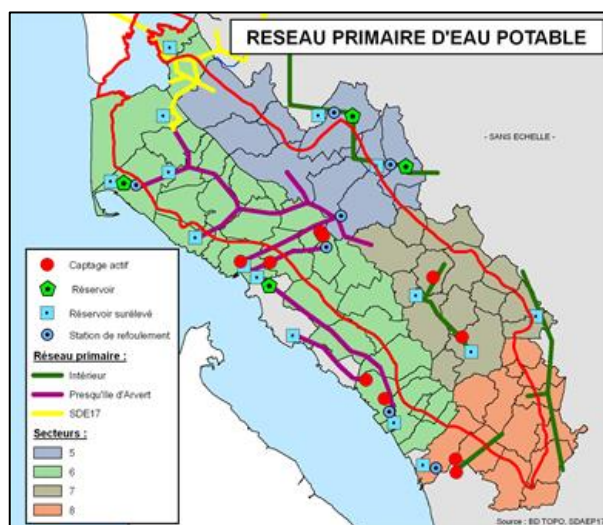 RESEAU PRIMAIRE D'EAU POTABLE
- SANS ECHELLE -
Captage actif
Réservoir
Réservoir surélevé
Station de refoulement
Réseau primaire :
Intérieur
Presqu'île d'Arvert
SDE17
Secteurs :
5
6
7
8
Source : BD TOPO, SDAEP17